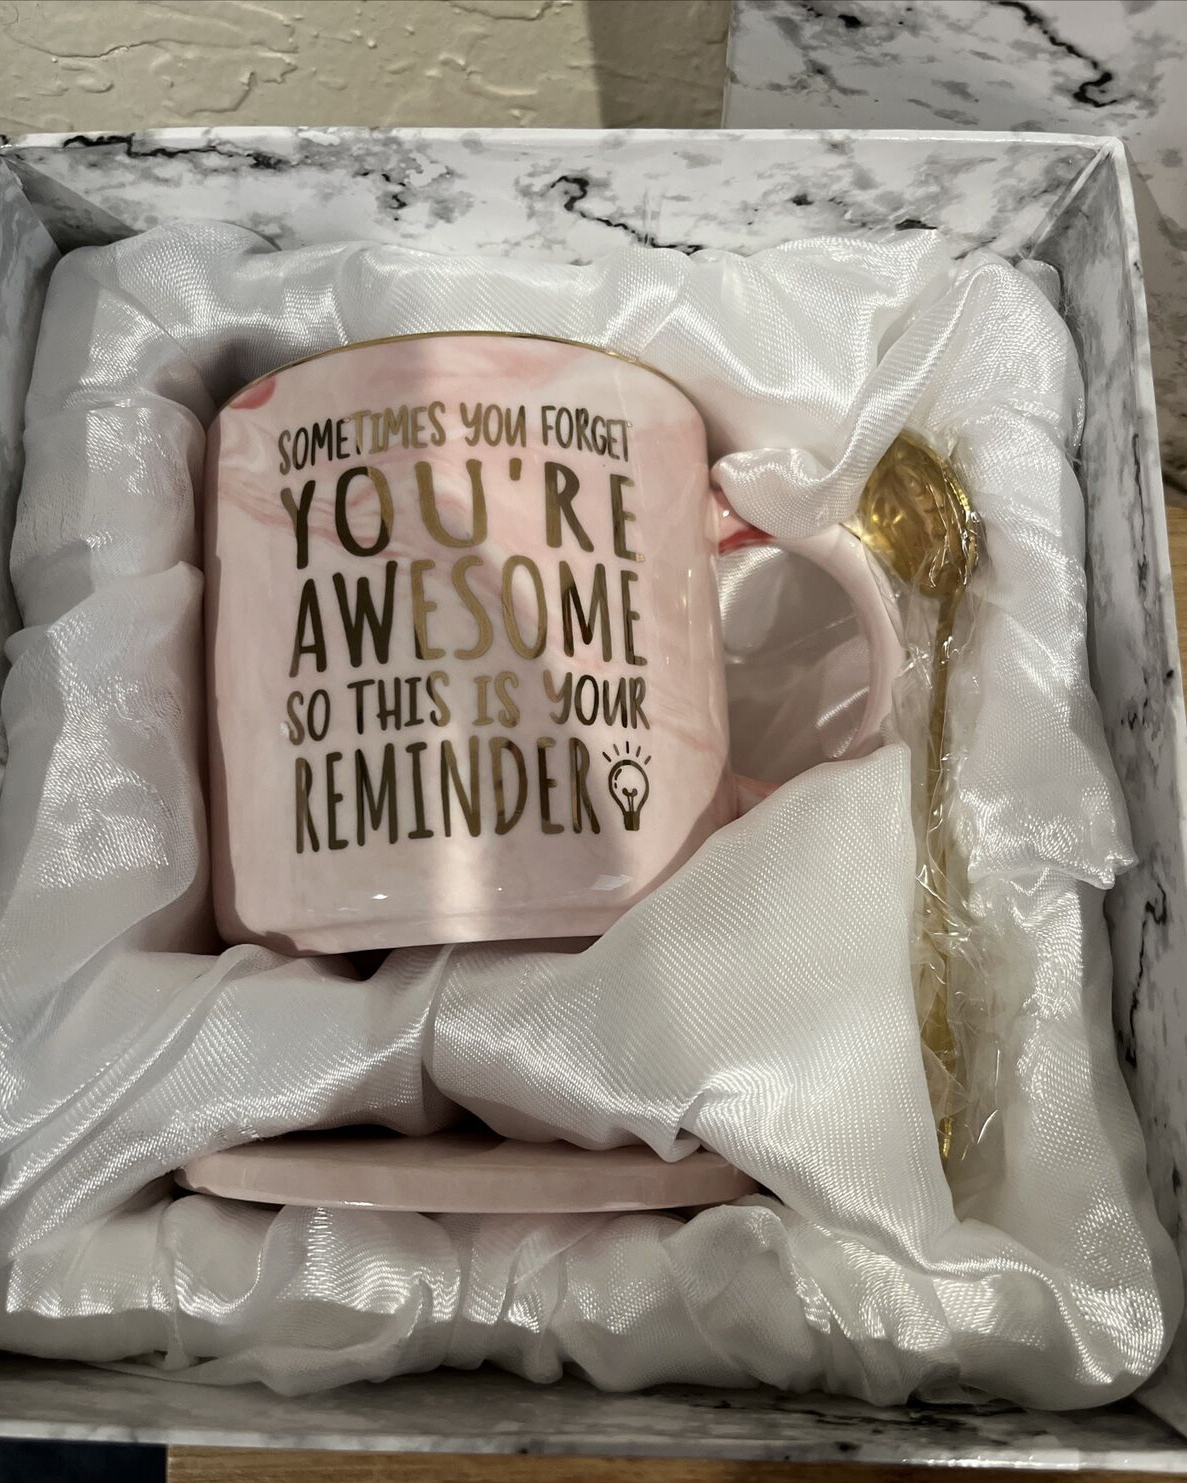 SOMETIMES YOU FORGET
YOU'RE
AWESOME
SO THIS IS YOUR
REMINDER